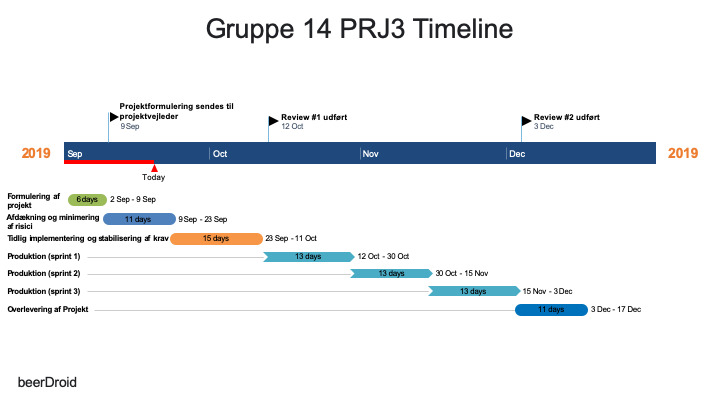 Gruppe 14 PRJ3 Timeline
Projektformulering sendes til
projektvejleder
9 Sep
Review #1 udført
12 Oct
Review #2 udført
3 Dec
2019
Sep
Oct
Nov
Dec
2019
Today
Formulering af
projekt
6 days
2 Sep - 9 Sep
Afdækning og minimering
af risici
11 days
9 Sep - 23 Sep
Tidlig implementering og stabilisering af krav
15 days
23 Sep - 11 Oct
Produktion (sprint 1)
13 days
12 Oct - 30 Oct
Produktion (sprint 2)
13 days
30 Oct - 15 Nov
Produktion (sprint 3)
13 days
15 Nov - 3 Dec
Overlevering af Projekt
11 days
3 Dec - 17 Dec
beerDroid